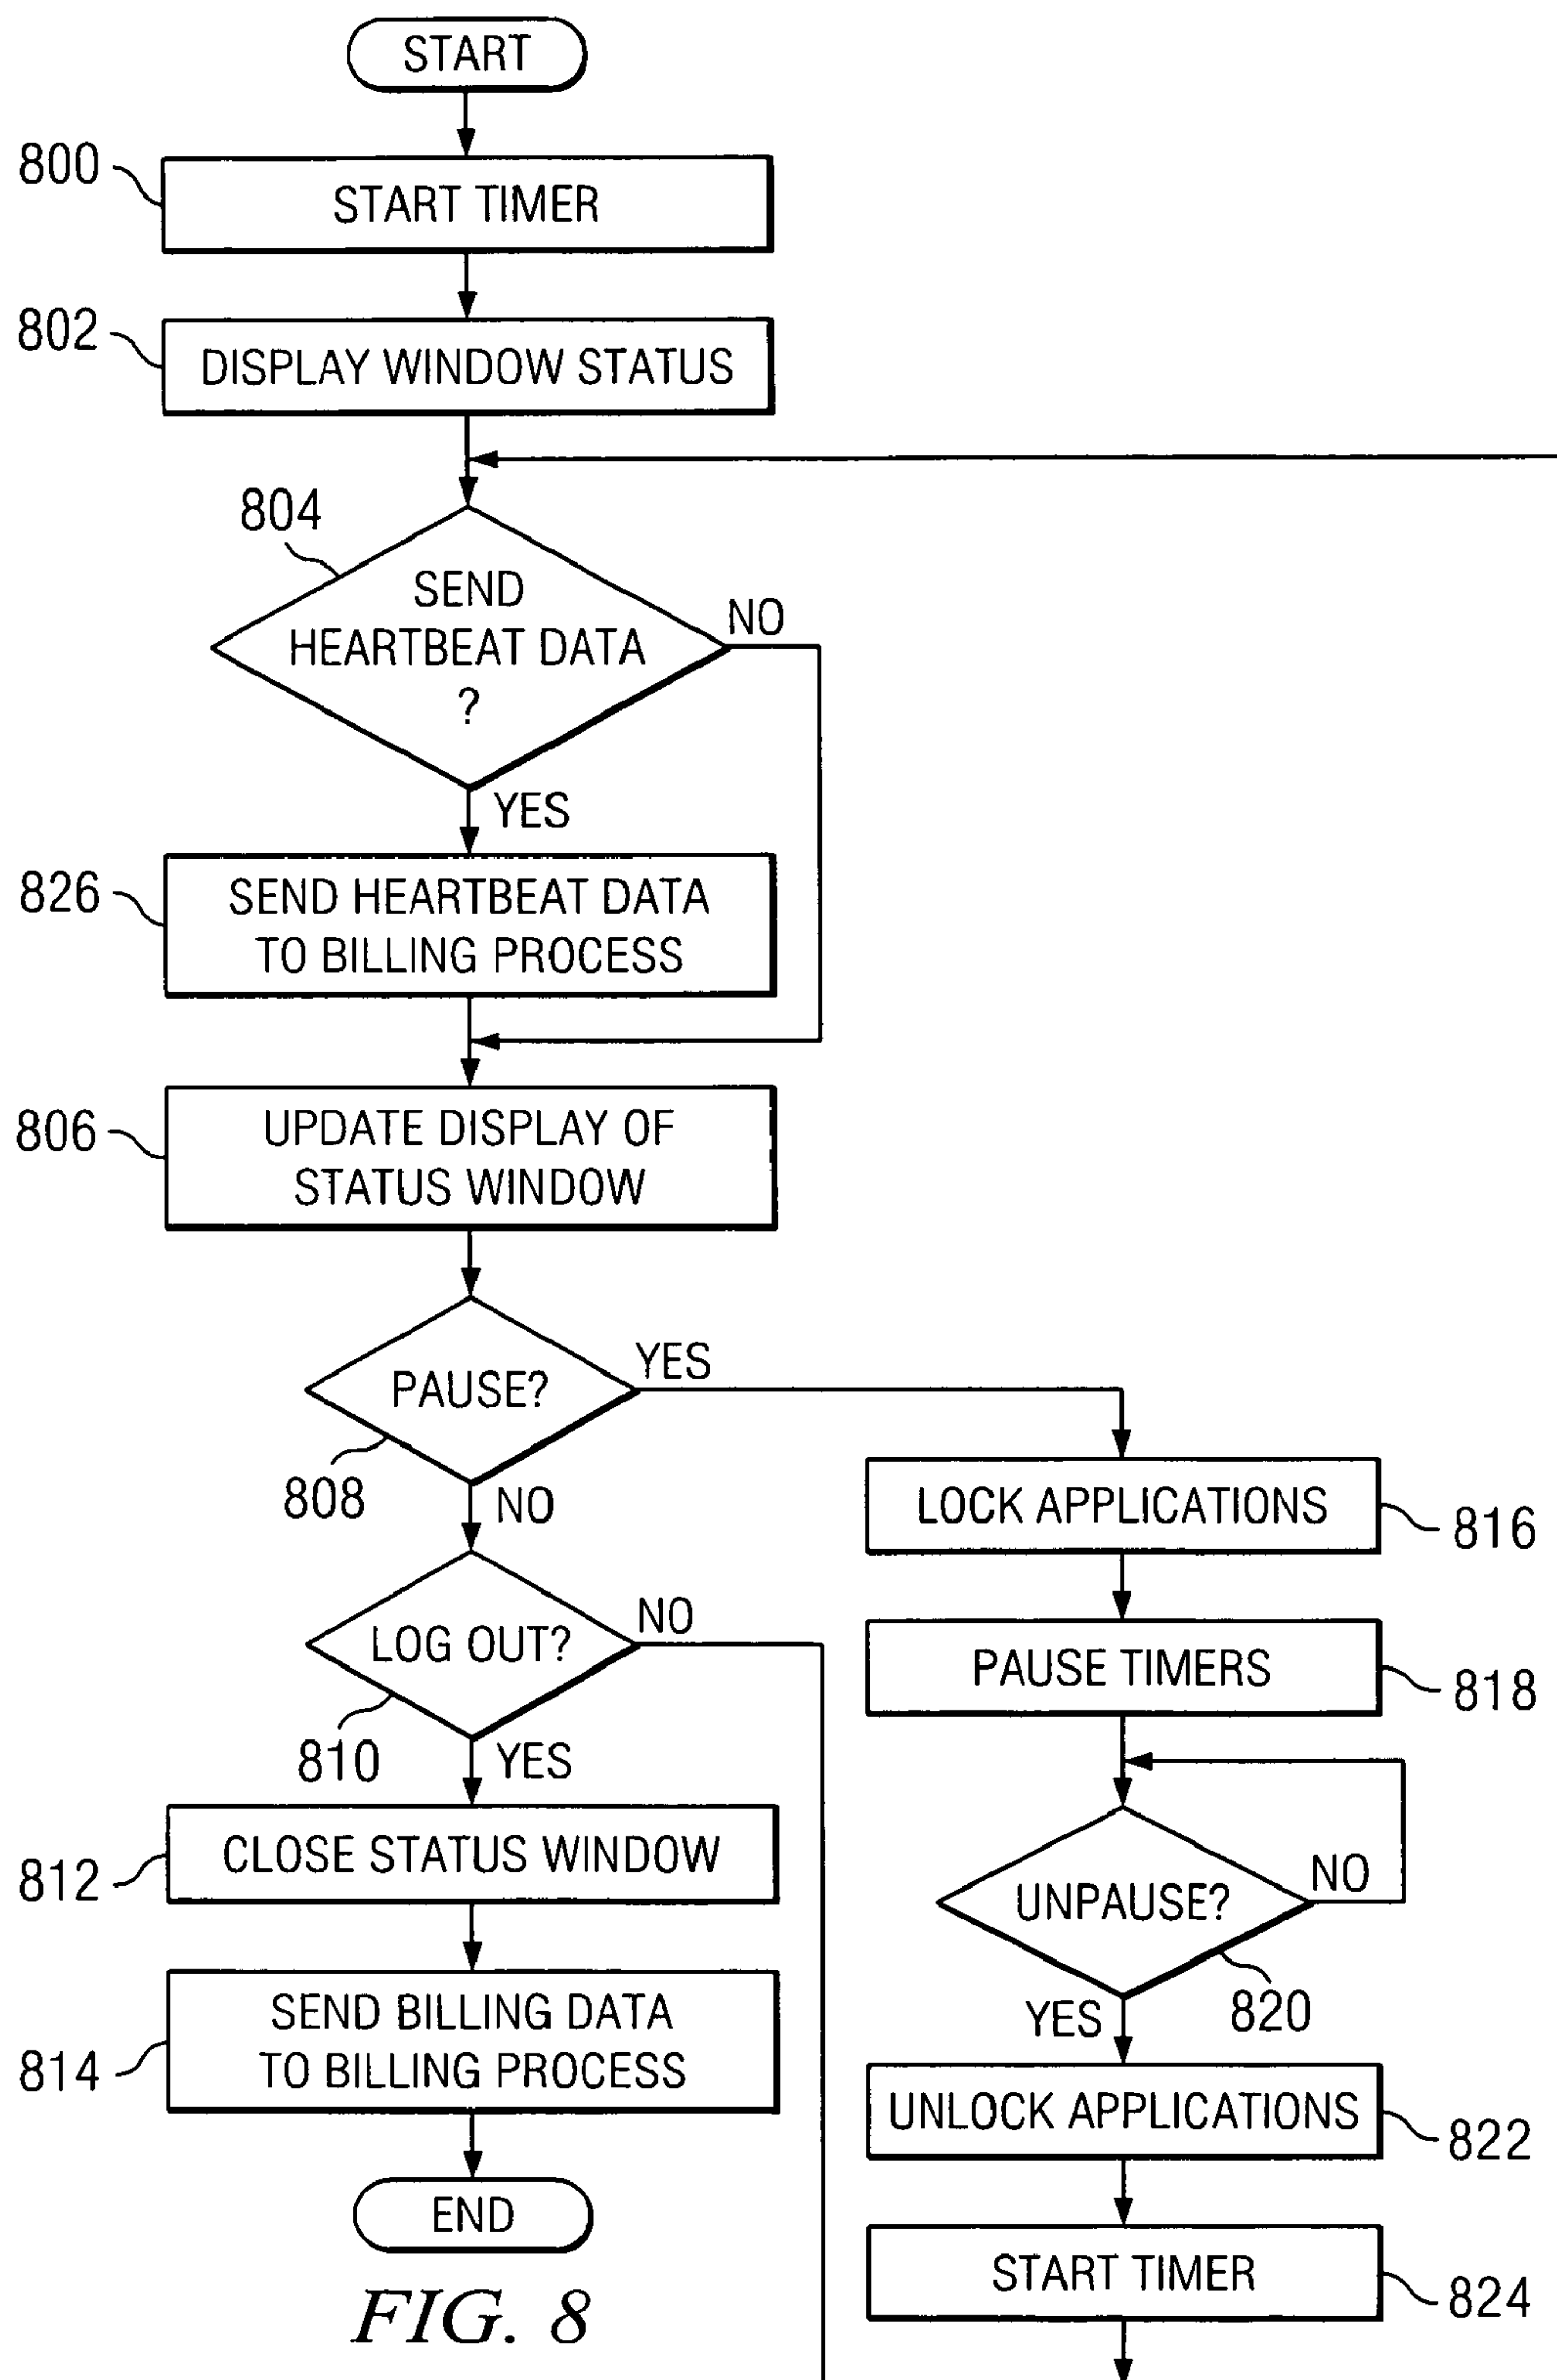 START
800
START TIMER
802
DISPLAY WINDOW STATUS
804
SEND
HEARTBEAT DATA
?
NO
YES
826
SEND HEARTBEAT DATA
TO BILLING PROCESS
806
UPDATE DISPLAY OF
STATUS WINDOW
PAUSE?
YES
808
NO
LOG OUT?
NO
810
YES
812
CLOSE STATUS WINDOW
814
SEND BILLING DATA
TO BILLING PROCESS
END
LOCK APPLICATIONS
816
PAUSE TIMERS
818
UNPAUSE?
NO
820
YES
UNLOCK APPLICATIONS
822
START TIMER
824
FIG. 8